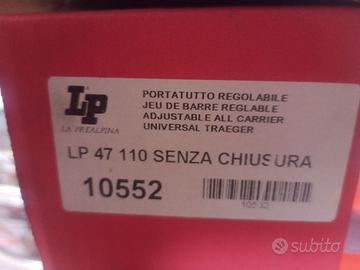 LP
LA PREALPINA
PORTATUTTO REGOLABILE
JEU DE BARRE REGLABLE
ADJUSTABLE ALL CARRIER
UNIVERSAL TRAEGER
LP 47 110 SENZA CHIUSURA
10552
10552
subito